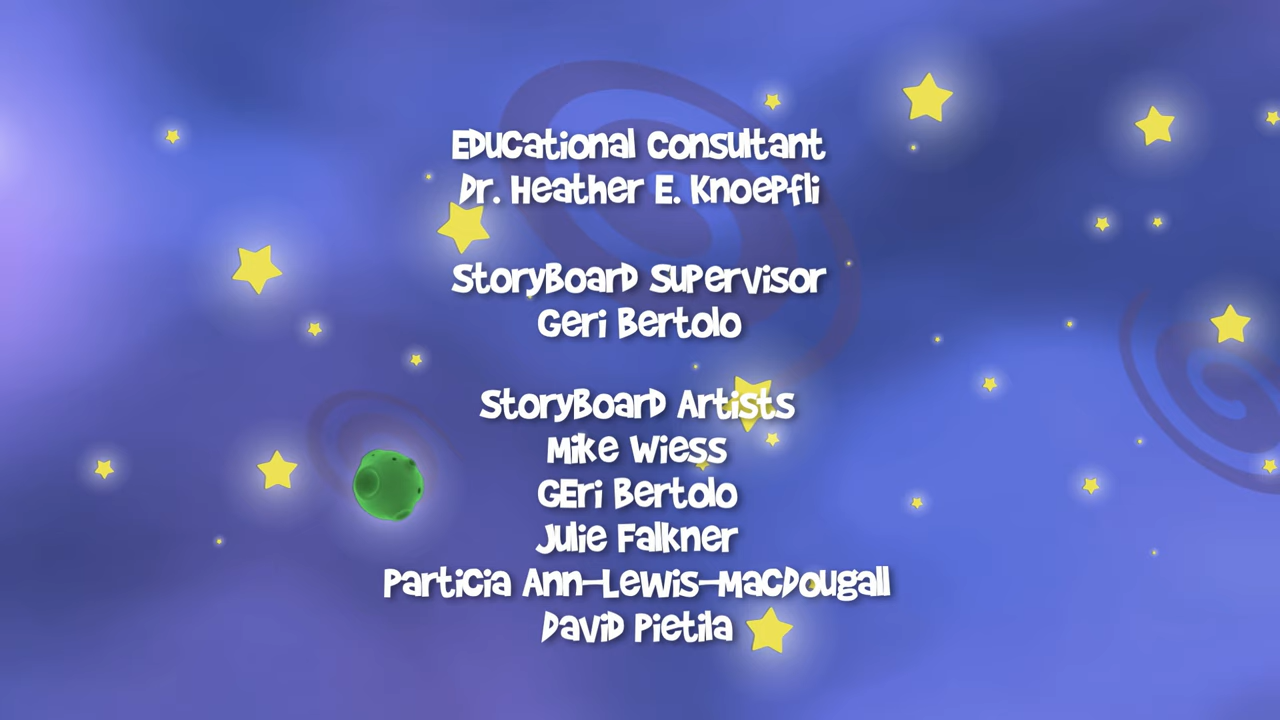 Educational Consultant
Dr. Heather E. Knoepfli
Storyboard Supervisor
Geri Bertolo
Storyboard Artists
Mike Wiess
GEri Bertolo
Julie Falkner
Particia Ann-Lewis-MacDougall
David Pietila